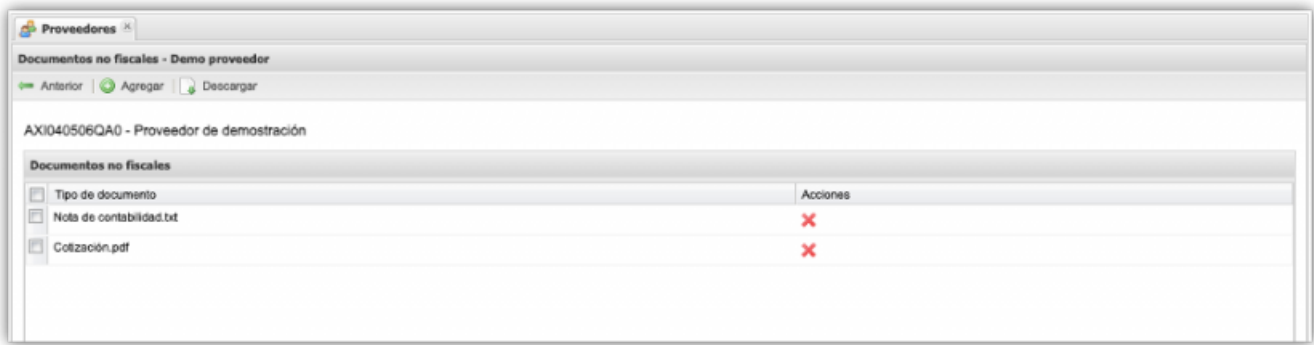 Proveedores
Documentos no fiscales - Demo proveedor
Anterior Agregar Descargar
AXI040506QA0 - Proveedor de demostración
Documentos no fiscales
Tipo de documento Acciones
Nota de contabilidad.txt
Cotización.pdf